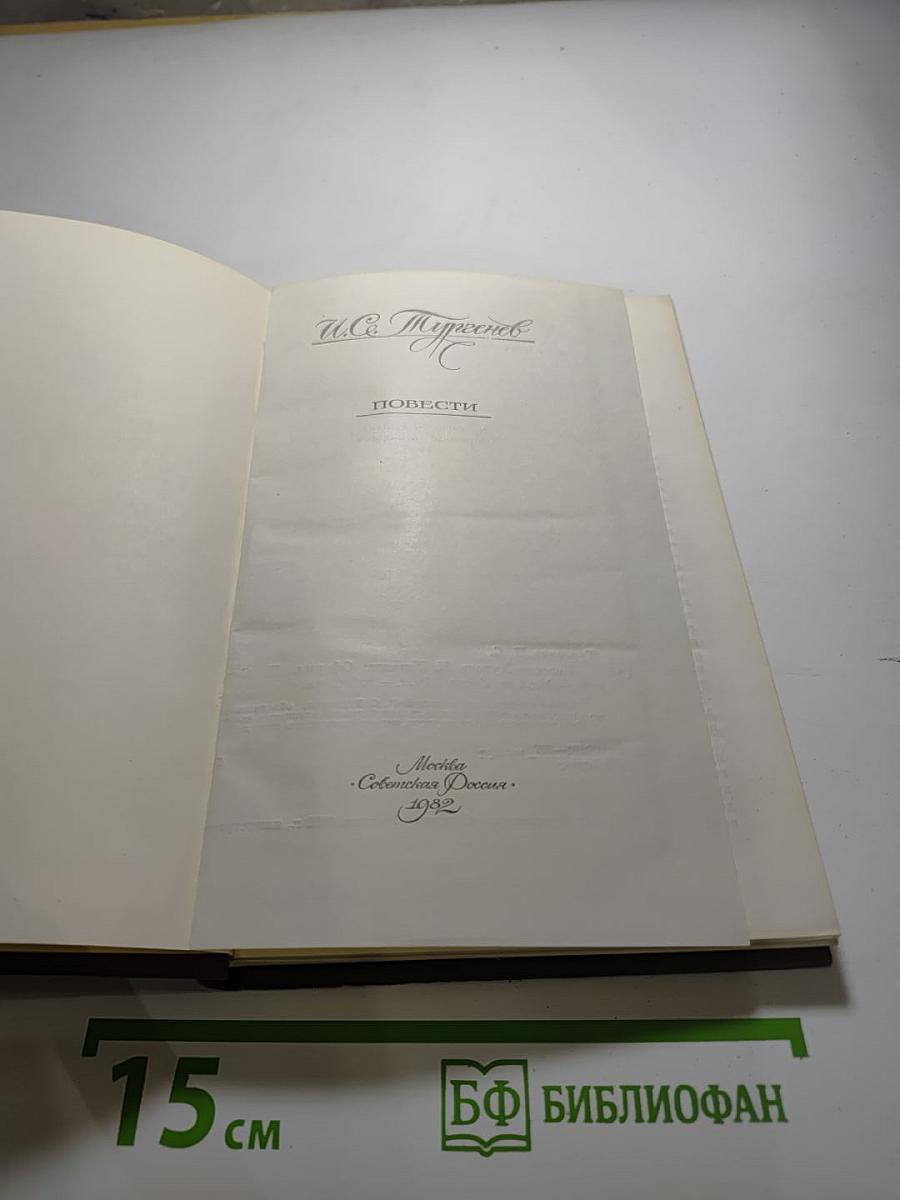 И.С. Тургенев
ПОВЕСТИ
Москва
·Советская Россия·
1982
15 см
БФ БИБЛИОФАН